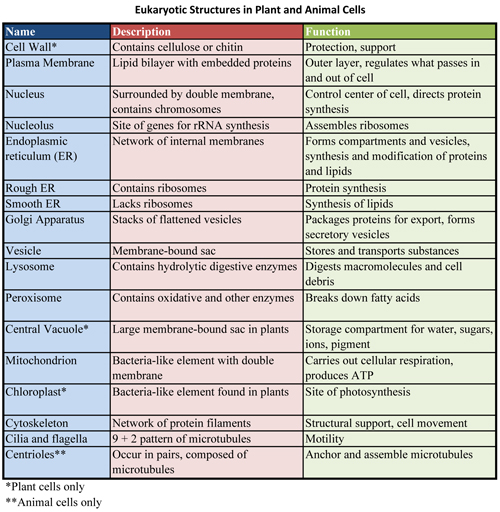 Eukaryotic Structures in Plant and Animal Cells
Name Description Function
Cell Wall* Contains cellulose or chitin Protection, support
Plasma Membrane Lipid bilayer with embedded proteins Outer layer, regulates what passes in
and out of cell
Nucleus Surrounded by double membrane, Control center of cell, directs protein
contains chromosomes synthesis
Nucleolus Site of genes for rRNA synthesis Assembles ribosomes
Endoplasmic Network of internal membranes Forms compartments and vesicles,
reticulum (ER) synthesis and modification of proteins
and lipids
Rough ER Contains ribosomes Protein synthesis
Smooth ER Lacks ribosomes Synthesis of lipids
Golgi Apparatus Stacks of flattened vesicles Packages proteins for export, forms
secretory vesicles
Vesicle Membrane-bound sac Stores and transports substances
Lysosome Contains hydrolytic digestive enzymes Digests macromolecules and cell
debris
Peroxisome Contains oxidative and other enzymes Breaks down fatty acids
Central Vacuole* Large membrane-bound sac in plants Storage compartment for water, sugars,
ions, pigment
Mitochondrion Bacteria-like element with double Carries out cellular respiration,
membrane produces ATP
Chloroplast* Bacteria-like element found in plants Site of photosynthesis
Cytoskeleton Network of protein filaments Structural support, cell movement
Cilia and flagella 9 + 2 pattern of microtubules Motility
Centrioles** Occur in pairs, composed of Anchor and assemble microtubules
microtubules
*Plant cells only
**Animal cells only